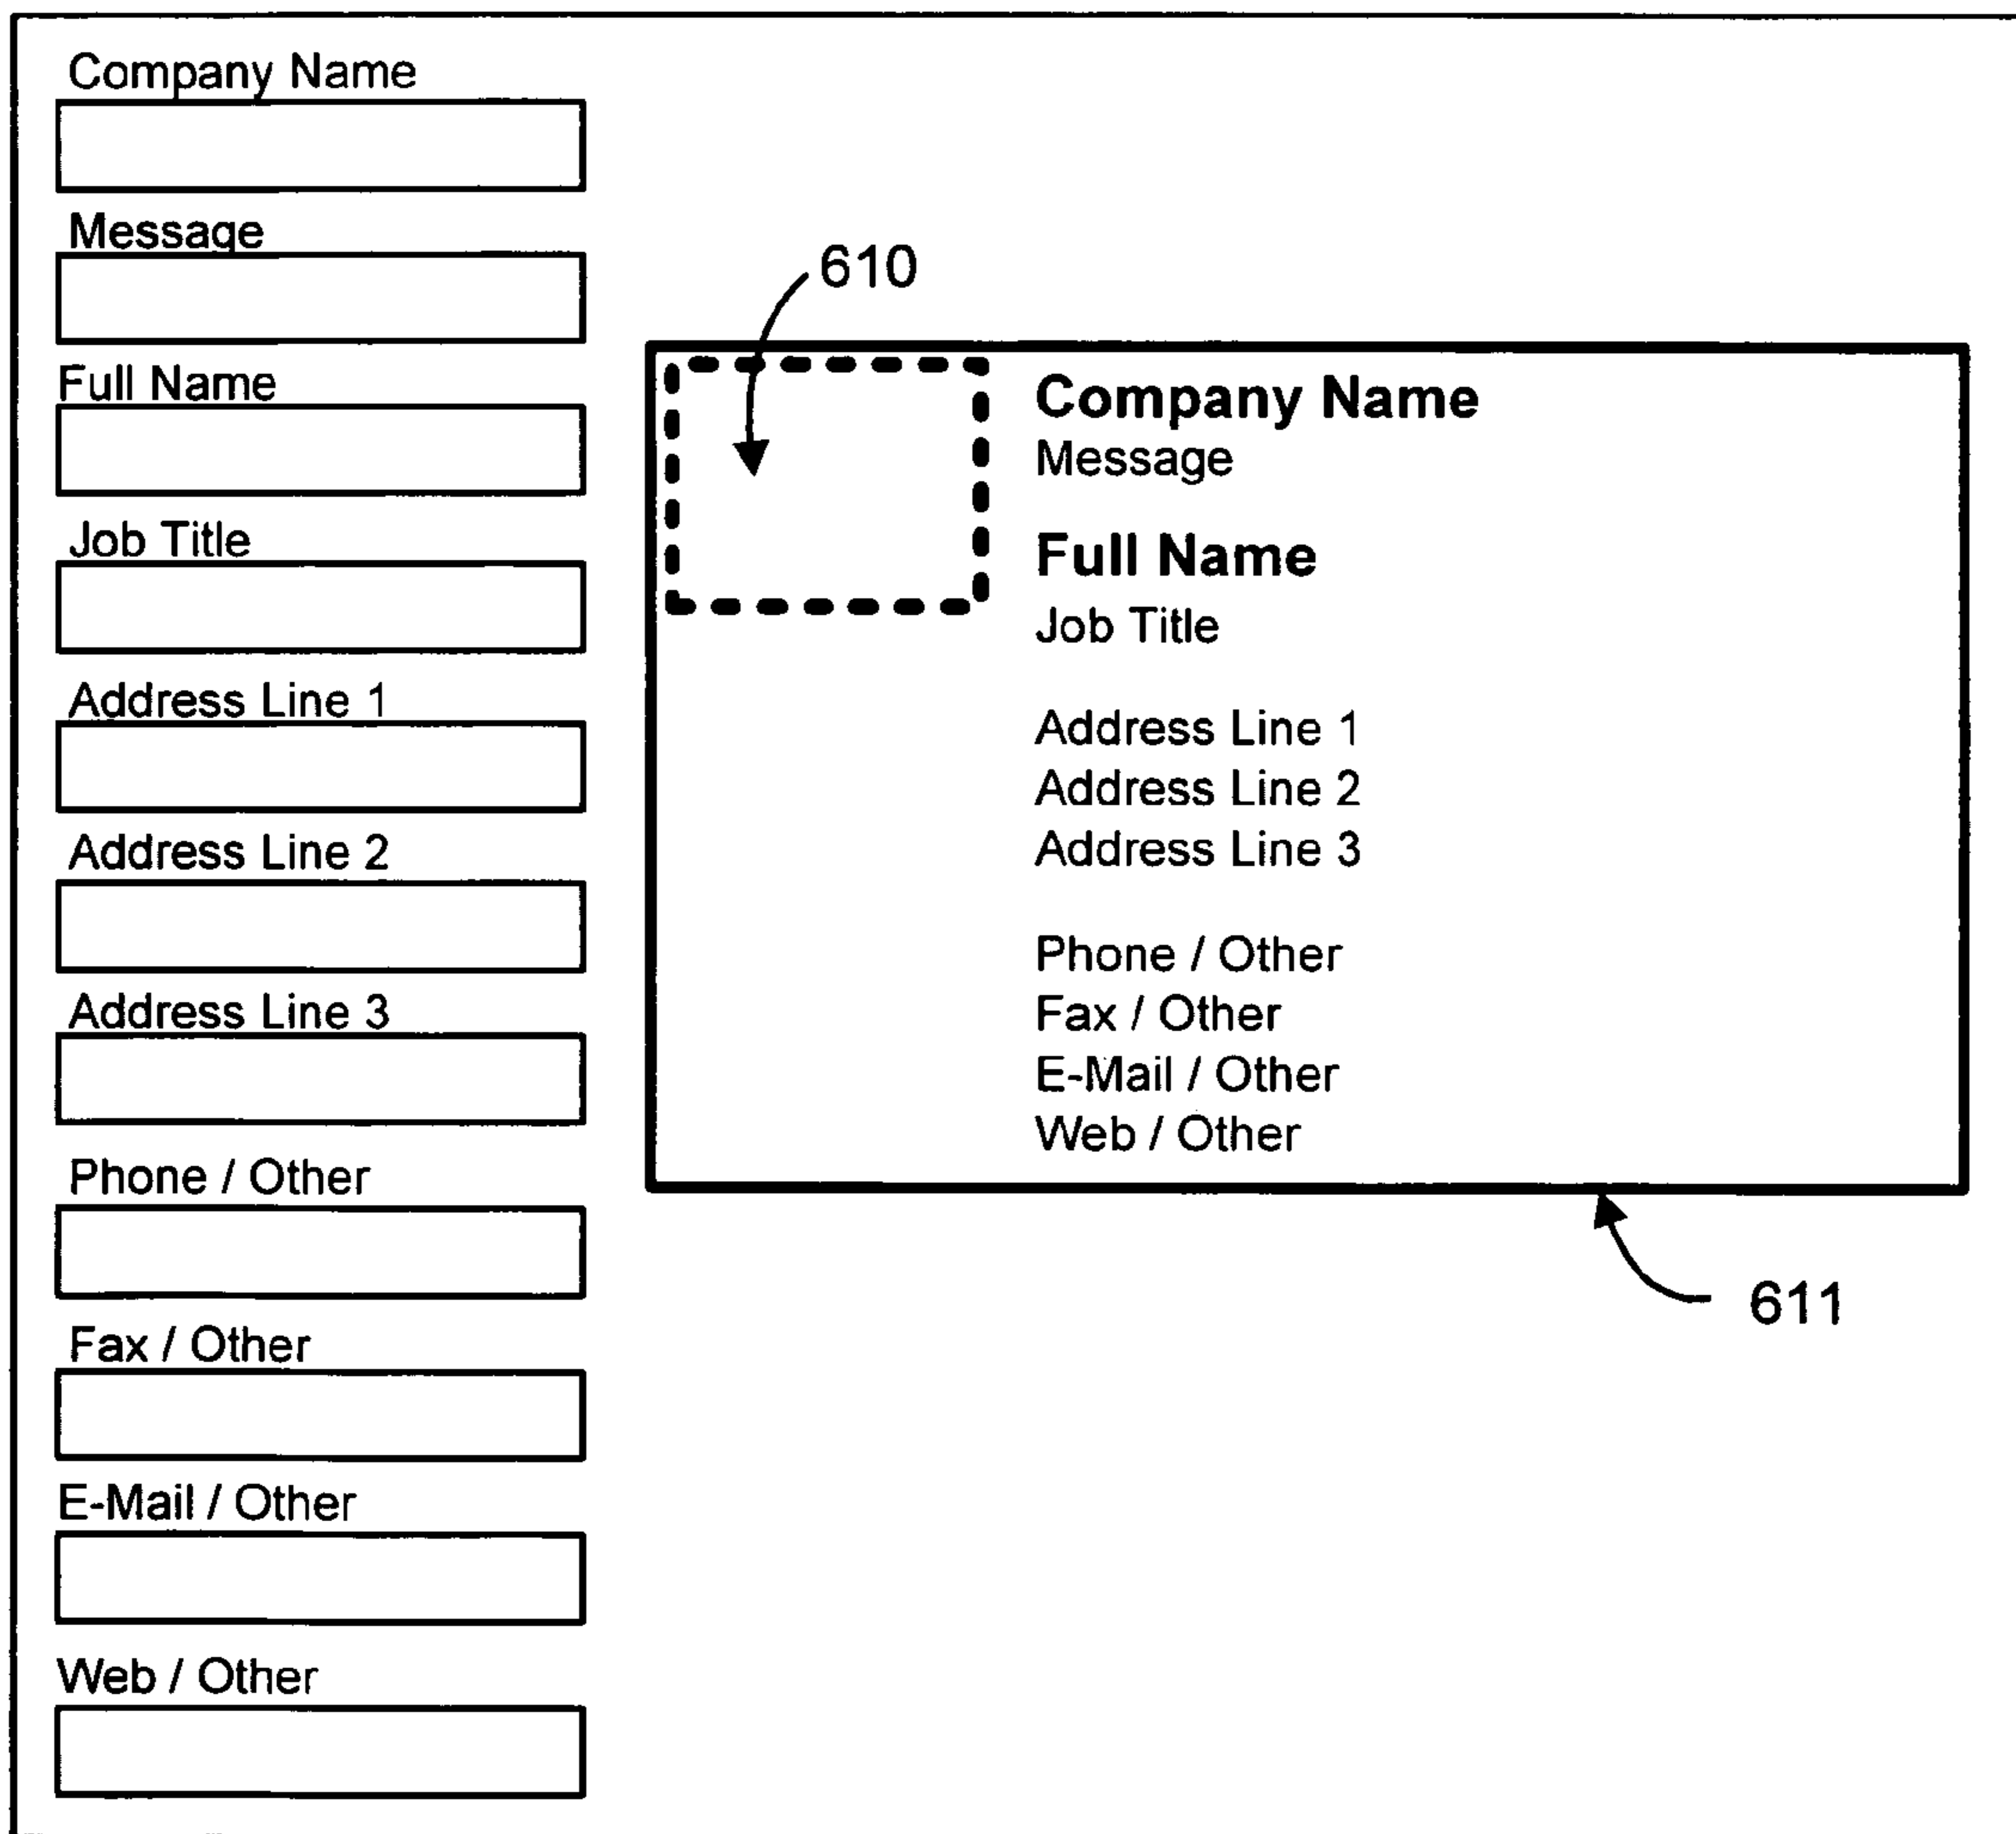 Company Name
Message
Full Name
Job Title
Address Line 1
Address Line 2
Address Line 3
Phone / Other
Fax / Other
E-Mail / Other
Web / Other
610
Company Name
Message
Full Name
Job Title
Address Line 1
Address Line 2
Address Line 3
Phone / Other
Fax / Other
E-Mail / Other
Web / Other
611